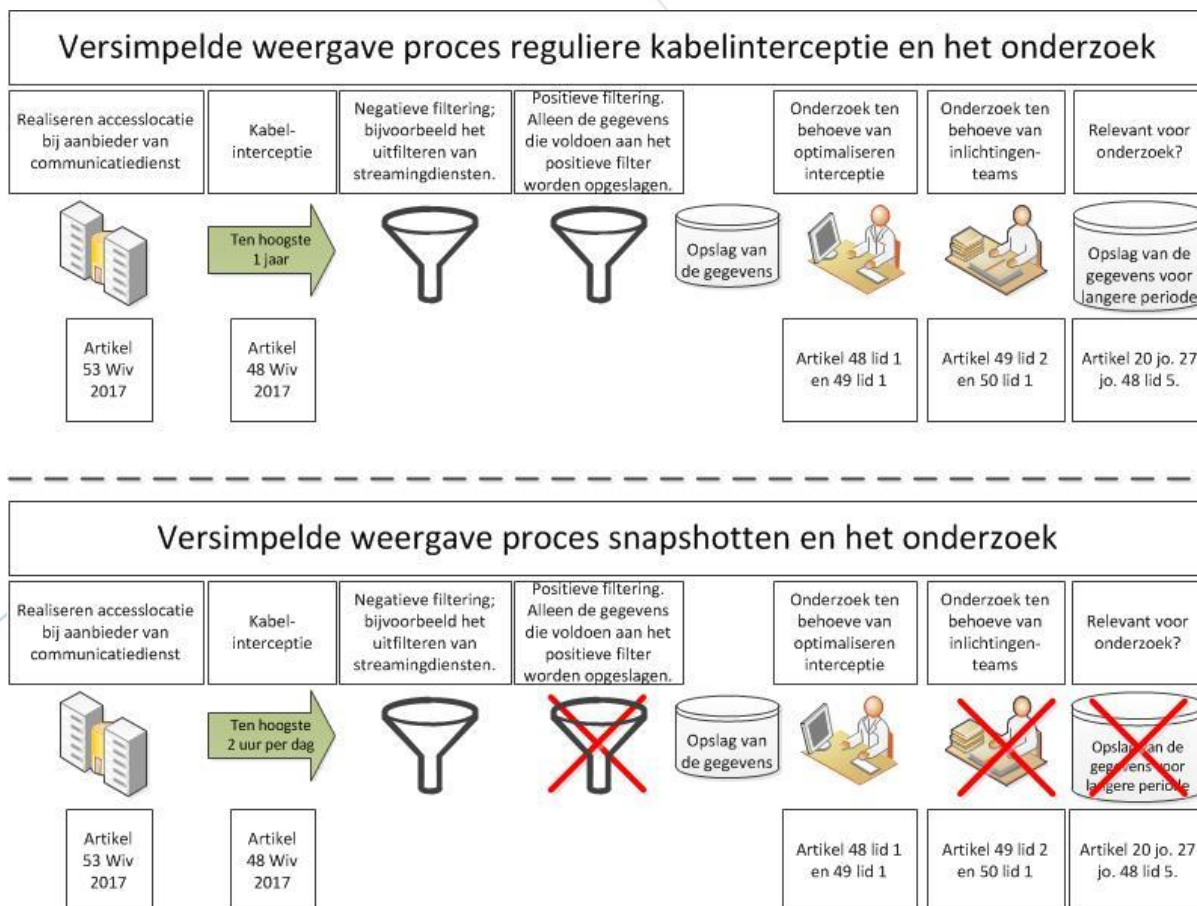 Versimpelde weergave proces reguliere kabelinterceptie en het onderzoek
Realiseren accesslocatie
bij aanbieder van
communicatiedienst
Kabel-
interceptie
Negatieve filtering;
bijvoorbeeld het
uitfilteren van
streamingdiensten.
Positieve filtering.
Alleen de gegevens
die voldoen aan het
positieve filter
worden opgeslagen.
Onderzoek ten
behoeve van
optimaliseren
interceptie
Onderzoek ten
behoeve van
inlichtingen-
teams
Relevant voor
onderzoek?
Ten hoogste
1 jaar
Opslag van
de gegevens
Opslag van de
gegevens voor
langere periode
Artikel
53 Wiv
2017
Artikel
48 Wiv
2017
Artikel 48 lid 1
en 49 lid 1
Artikel 49 lid 2
en 50 lid 1
Artikel 20 jo. 27
jo. 48 lid 5.
Versimpelde weergave proces snapshotten en het onderzoek
Realiseren accesslocatie
bij aanbieder van
communicatiedienst
Kabel-
interceptie
Negatieve filtering;
bijvoorbeeld het
uitfilteren van
streamingdiensten.
Positieve filtering.
Alleen de gegevens
die voldoen aan het
positieve filter
worden opgeslagen.
Onderzoek ten
behoeve van
optimaliseren
interceptie
Onderzoek ten
behoeve van
inlichtingen-
teams
Relevant voor
onderzoek?
Ten hoogste
2 uur per dag
Opslag van
de gegevens
Opslag van de
gegevens voor
langere periode
Artikel
53 Wiv
2017
Artikel
48 Wiv
2017
Artikel 48 lid 1
en 49 lid 1
Artikel 49 lid 2
en 50 lid 1
Artikel 20 jo. 27
jo. 48 lid 5.